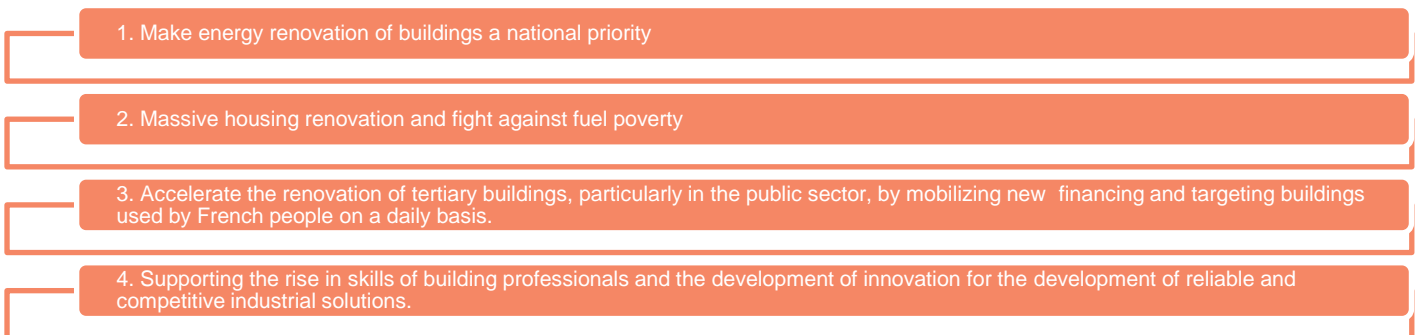 1. Make energy renovation of buildings a national priority
2. Massive housing renovation and fight against fuel poverty
3. Accelerate the renovation of tertiary buildings, particularly in the public sector, by mobilizing new financing and targeting buildings
used by French people on a daily basis.
4. Supporting the rise in skills of building professionals and the development of innovation for the development of reliable and
competitive industrial solutions.